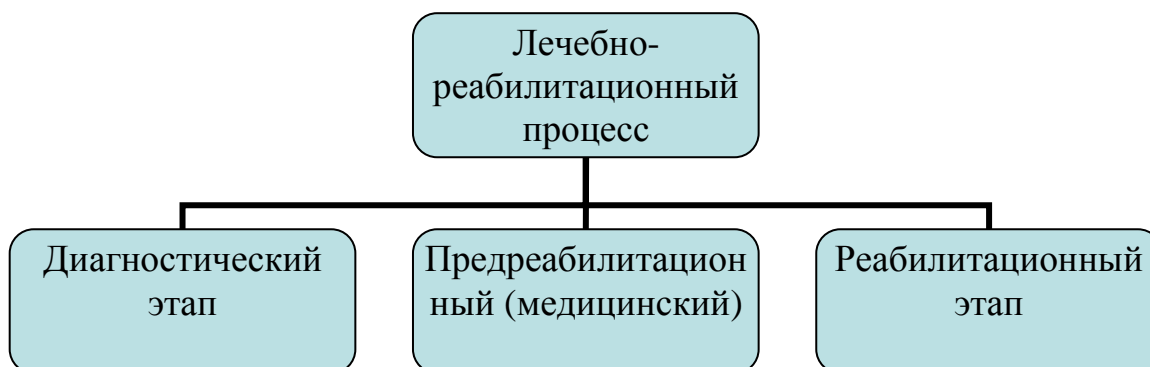 Лечебно-
реабилитационный
процесс
Диагностический
этап
Предреабилитацион
ный (медицинский)
Реабилитационный
этап